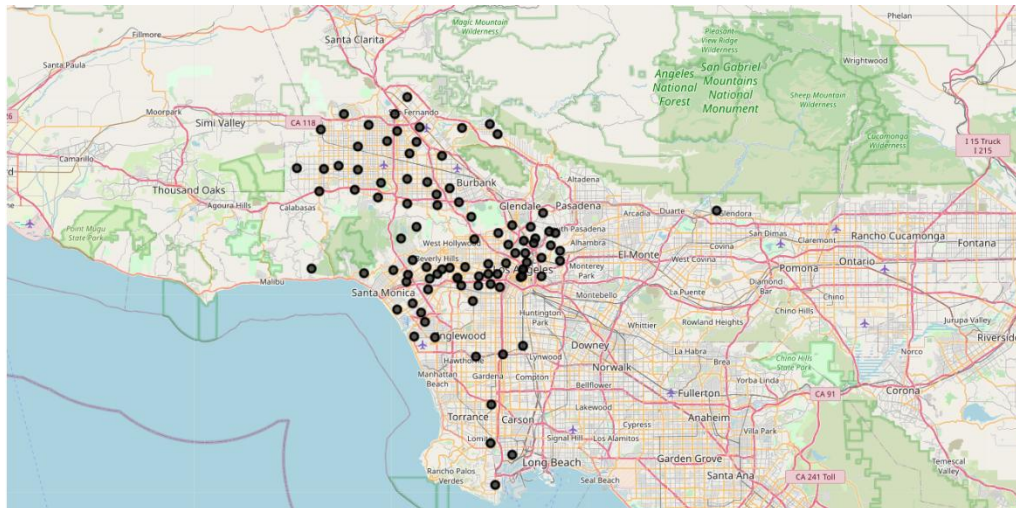 Magic Mountain
Wilderness
Phelan
Fillmore
Santa Clarita
Pleasant
View Ridge
Wilderness
Wrightwood
Santa Paula
Angeles
National
Forest
San Gabriel
Mountains
National
Monument
Sheep Mountain
Wilderness
Moorpark
Simi Valley
CA 118
Fernando
Cucamonga
Wilderness
I 15 Truck
I 215
Camarillo
Thousand Oaks
Burbank
Altadena
Agoura Hills
Calabasas
Glendale
Pasadena
Arcadia
Duarte
Glendora
Point Mugu
State Park
West Hollywood
South Pasadena
Alhambra
San Dimas
Claremont
Rancho Cucamonga
Fontana
Beverly Hills
El Monte
Covina
West Covina
Malibu
Los Angeles
Monterey
Park
Pomona
Ontario
Santa Monica
Montebello
La Puente
Diamond
Bar
Chino
Huntington
Park
Whittier
Rowland Heights
Chino Hills
Jurupa Valley
Inglewood
Downey
Riverside
Hawthorne
Lynwood
La Habra
Brea
Chino Hills
State Park
Norco
Manhattan
Beach
Gardena
Compton
Norwalk
Yorba Linda
Bellflower
Fullerton
CA 91
Corona
Torrance
Carson
Lakewood
Anaheim
Lomita
Cypress
Villa Park
Signal Hill
Los Alamitos
Rancho Palos
Verdes
Long Beach
Garden Grove
Orange
Temescal
Valley
Seal Beach
Santa Ana
CA 241 Toll